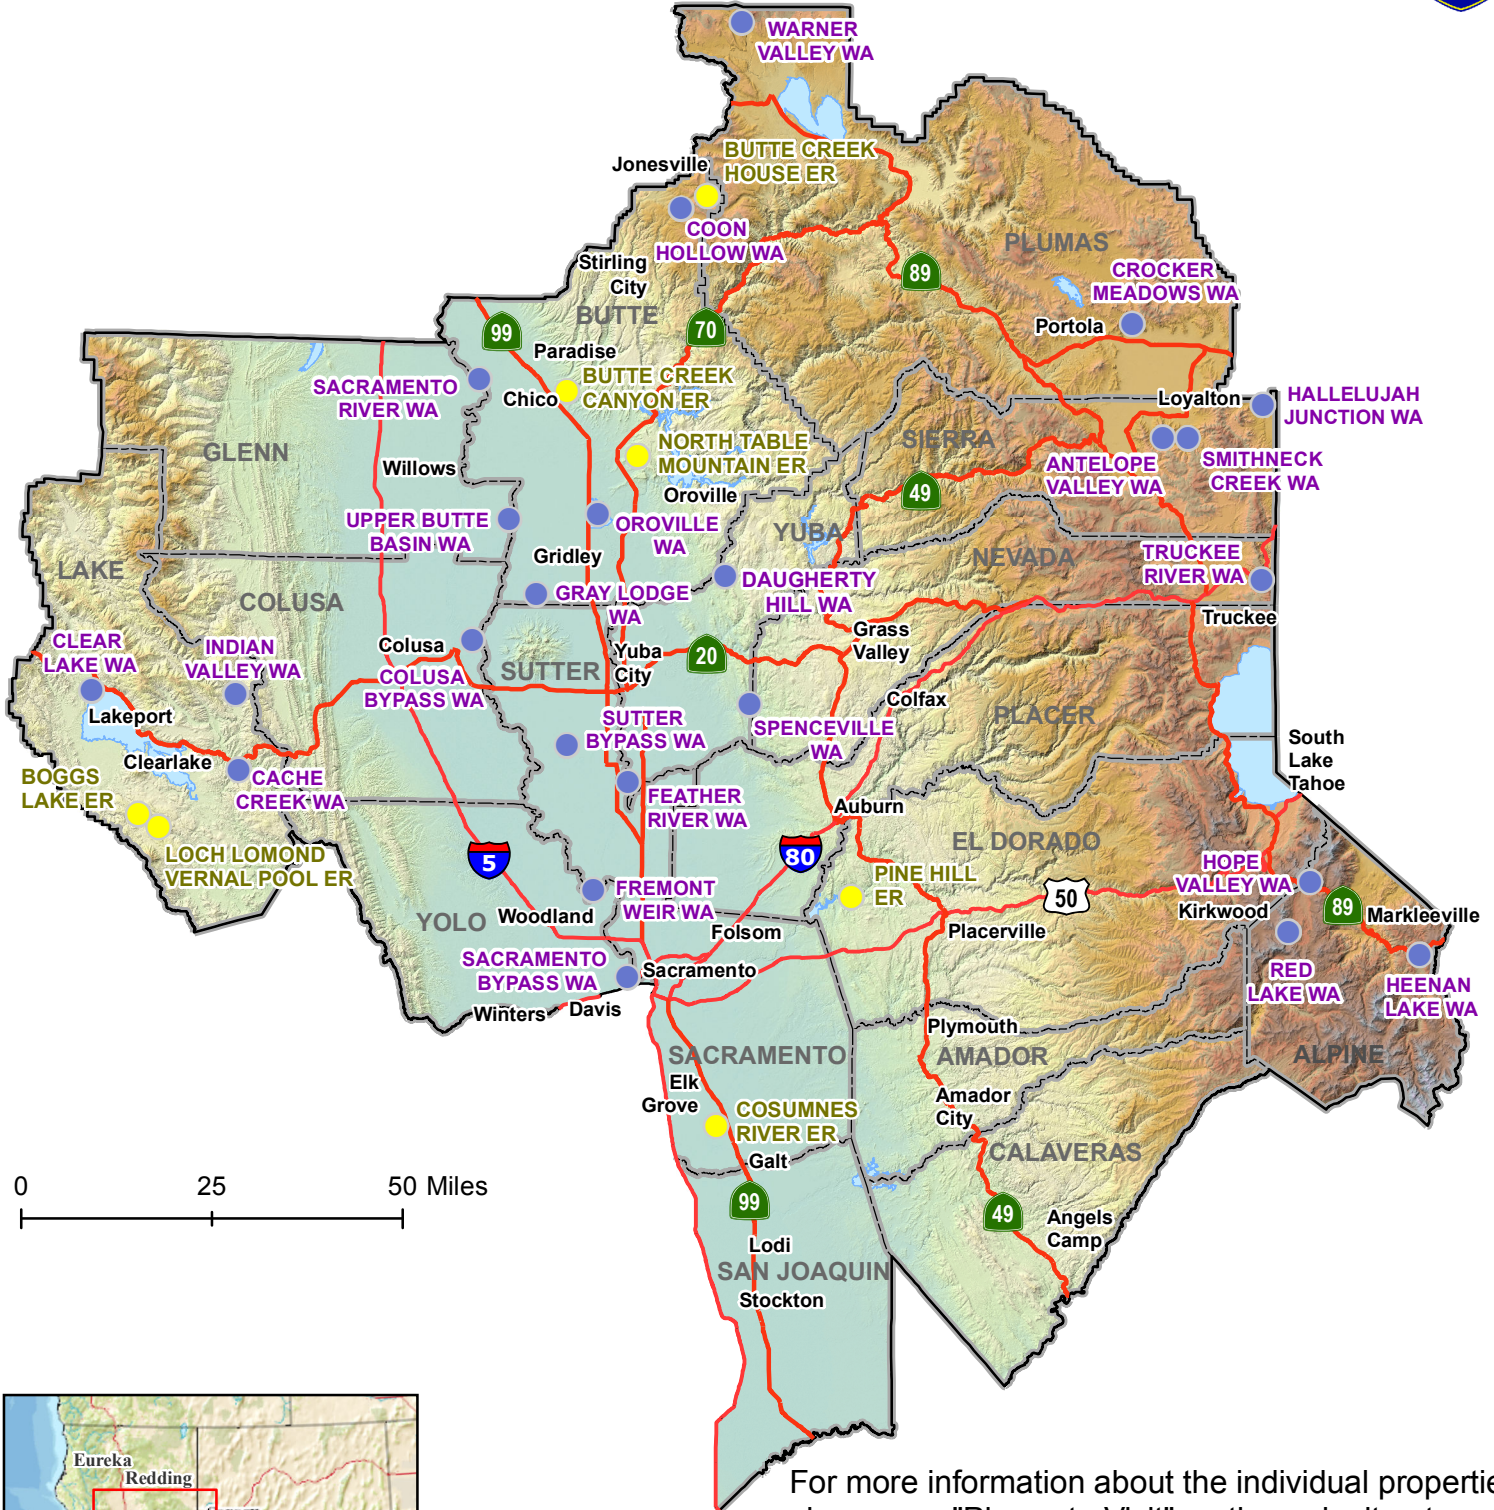 WARNER
VALLEY WA
BUTTE CREEK
HOUSE ER
Jonesville
COON
HOLLOW WA
PLUMAS
Stirling
City
89
CROCKER
MEADOWS WA
BUTTE
99
70
Portola
Paradise
SACRAMENTO
RIVER WA
BUTTE CREEK
CANYON ER
Chico
Loyalton
HALLELUJAH
JUNCTION WA
GLENN
NORTH TABLE
MOUNTAIN ER
SIERRA
Willows
ANTELOPE
VALLEY WA
SMITHNECK
CREEK WA
Oroville
49
UPPER BUTTE
BASIN WA
OROVILLE
WA
YUBA
Gridley
NEVADA
TRUCKEE
RIVER WA
LAKE
DAUGHERTY
HILL WA
COLUSA
GRAY LODGE
WA
Truckee
CLEAR
LAKE WA
INDIAN
VALLEY WA
Colusa
Grass
Valley
Yuba
City
20
SUTTER
COLUSA
BYPASS WA
Colfax
Lakeport
SUTTER
BYPASS WA
SPENCEVILLE
WA
PLACER
South
Lake
Tahoe
Clearlake
BOGGS
LAKE ER
CACHE
CREEK WA
FEATHER
RIVER WA
Auburn
LOCH LOMOND
VERNAL POOL ER
5
80
EL DORADO
PINE HILL
ER
HOPE
VALLEY WA
50
89
FREMONT
WEIR WA
YOLO
Woodland
Kirkwood
Markleeville
Folsom
Placerville
SACRAMENTO
BYPASS WA
Sacramento
RED
LAKE WA
HEENAN
LAKE WA
Winters
Davis
Plymouth
SACRAMENTO
AMADOR
ALPINE
Elk
Grove
Amador
City
COSUMNES
RIVER ER
CALAVERAS
Galt
0 25 50 Miles
99
49
Angels
Camp
Lodi
SAN JOAQUIN
Stockton
Eureka
Redding
For more information about the individual propertie